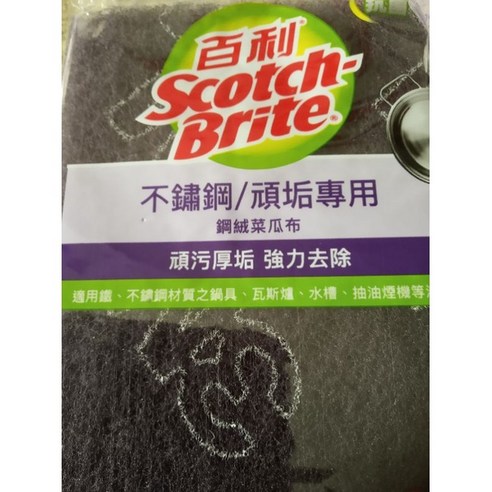 百利
Scotch-
Brite
不鏽鋼/頑垢專用
鋼絨菜瓜布
頑污厚垢 強力去除
適用鐵、不鏽鋼材質之鍋具、瓦斯爐、水槽、抽油煙機等